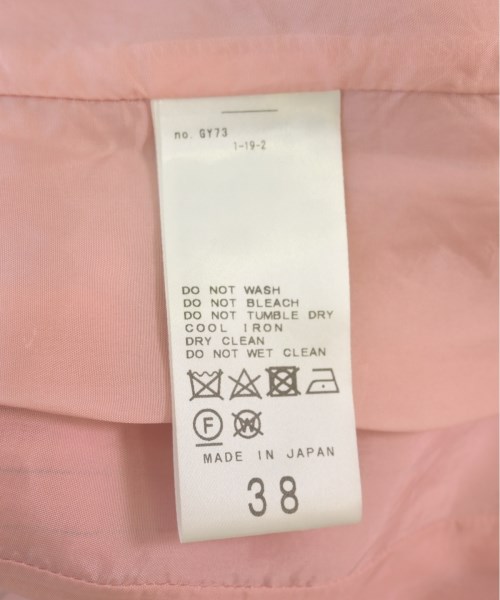 no. GY73
1-19-2
DO NOT WASH
DO NOT BLEACH
DO NOT TUMBLE DRY
COOL IRON
DRY CLEAN
DO NOT WET CLEAN
F W
MADE IN JAPAN
38